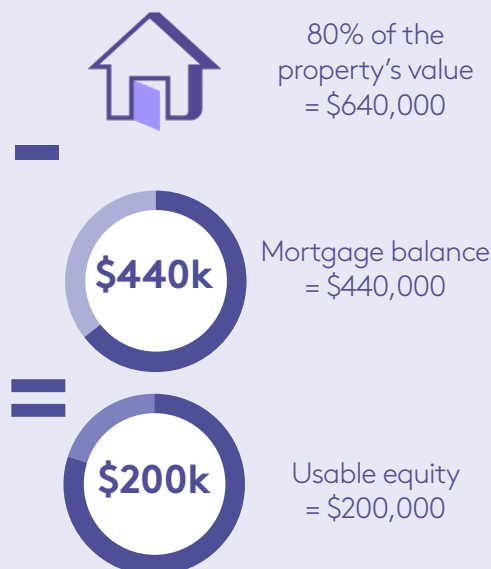 80% of the
property's value
= $640,000
$440k
Mortgage balance
= $440,000
$200k
Usable equity
= $200,000